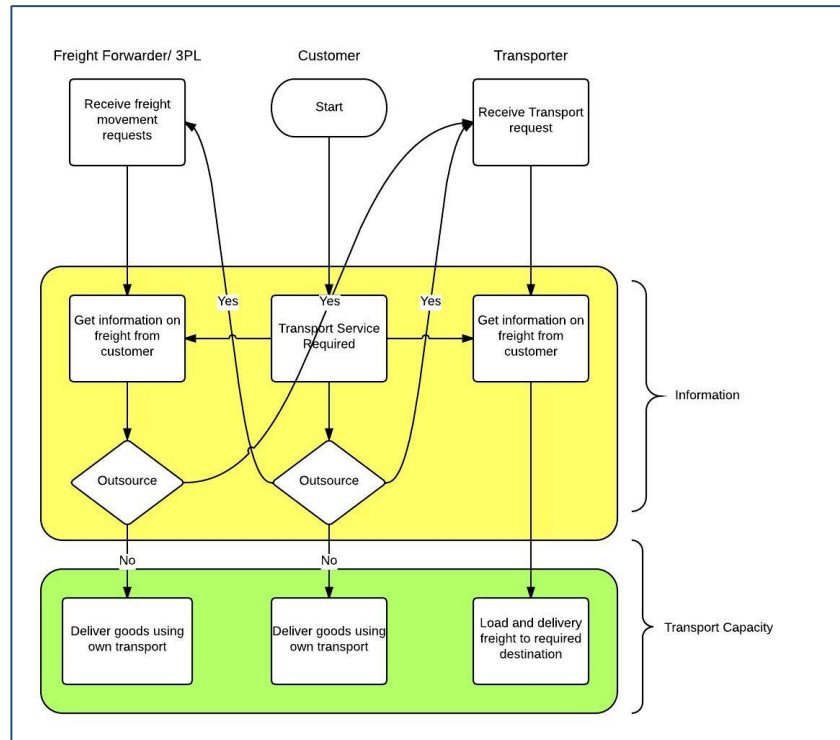 Freight Forwarder/ 3PL
Customer
Transporter
Receive freight
movement
requests
Start
Receive Transport
request
Yes
Yes
Yes
Get information on
freight from
customer
Transport Service
Required
Get information on
freight from
customer
Information
Outsource
Outsource
No
No
Deliver goods using
own transport
Deliver goods using
own transport
Load and delivery
freight to required
destination
Transport Capacity